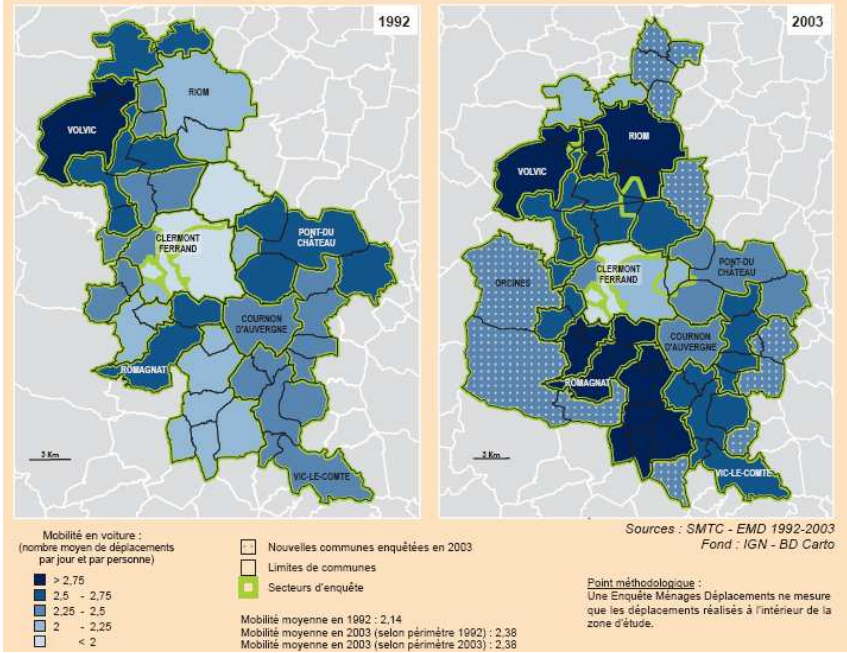 1992
RIOM
VOLVIC
CLERMONT
FERRAND
PONT-DU
CHÂTEAU
COURNON
D'AUVERGNE
ROMAGNAT
VIC-LE-COMTE
3 Km
2003
RIOM
VOLVIC
ORCINES
CLERMONT
FERRAND
PONT-DU
CHÂTEAU
COURNON
D'AUVERGNE
ROMAGNAT
VIC-LE-COMTE
3 Km
Mobilité en voiture :
(nombre moyen de déplacements
par jour et par personne)
> 2,75
2,5 - 2,75
2,25 - 2,5
2 - 2,25
< 2
Nouvelles communes enquêtées en 2003
Limites de communes
Secteurs d'enquête
Mobilité moyenne en 1992 : 2,14
Mobilité moyenne en 2003 (selon périmètre 1992) : 2,38
Mobilité moyenne en 2003 (selon périmètre 2003) : 2,38
Sources : SMTC - EMD 1992-2003
Fond : IGN - BD Carto
Point méthodologique :
Une Enquête Ménages Déplacements ne mesure
que les déplacements réalisés à l'intérieur de la
zone d'étude.